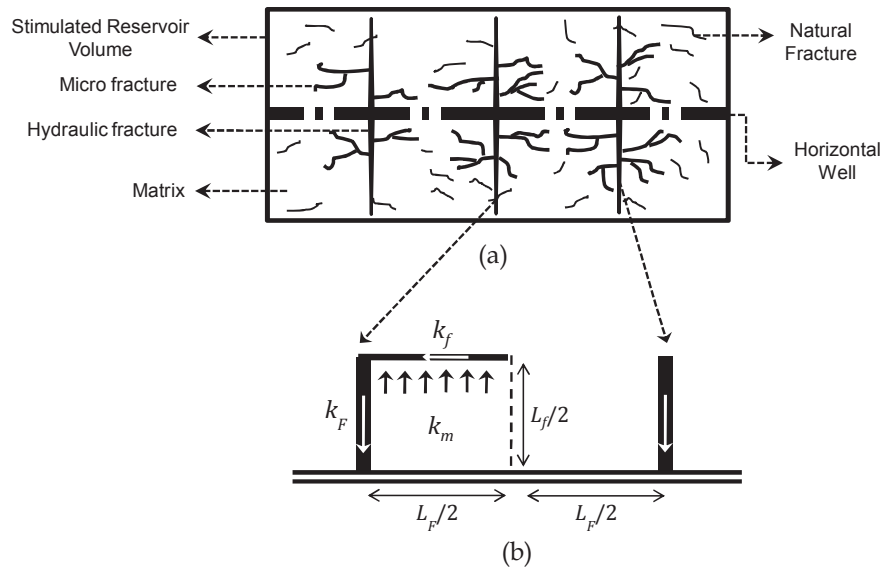 Stimulated Reservoir
Volume
Micro fracture
Hydraulic fracture
Matrix
Natural
Fracture
Horizontal
Well
(a)
k_f
k_F
k_m
L_f/2
L_F/2
L_F/2
(b)